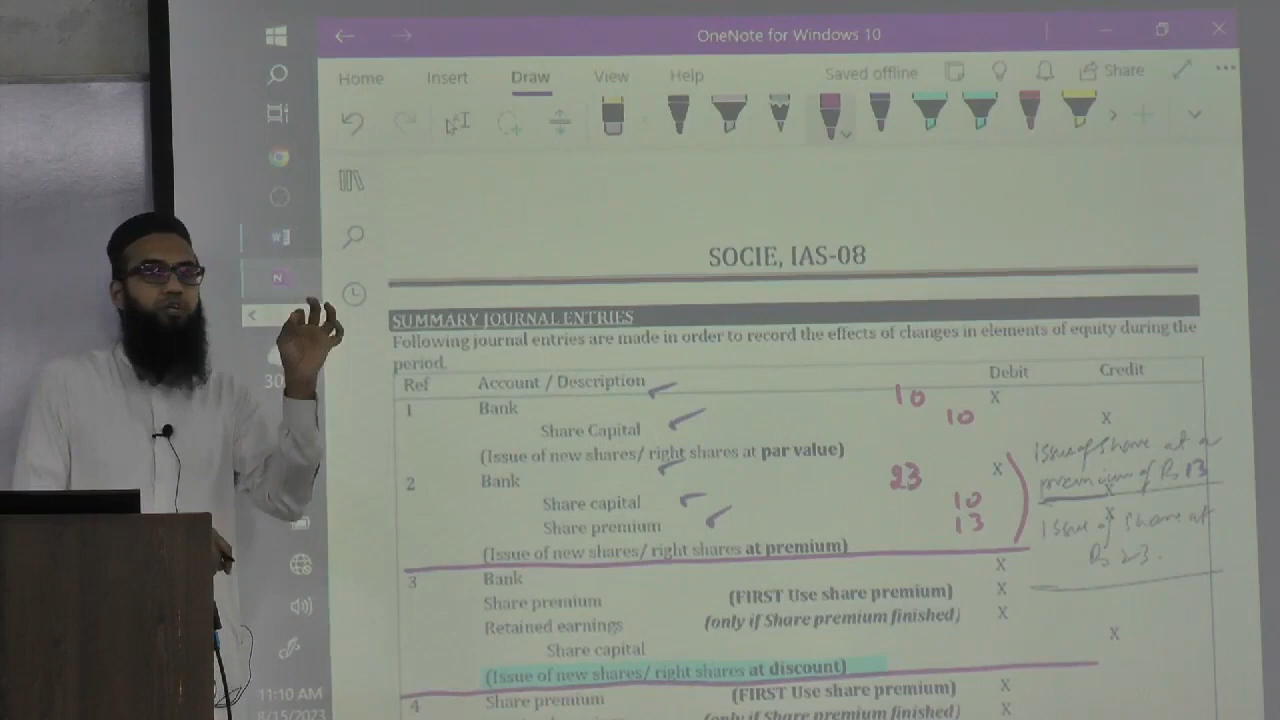 OneNote for Windows 10
Home Insert Draw View Help Saved offline Share
SOCIE, IAS-08
SUMMARY JOURNAL ENTRIES
Following journal entries are made in order to record the effects of changes in elements of equity during the
period.
Ref Account / Description Debit Credit
1 Bank 10 X
Share Capital 10 X
(Issue of new shares/ right shares at par value)
2 Bank 23 X
Share capital 10 X
Share premium 13 X
(Issue of new shares/ right shares at premium)
Issue of share at a
premium of Rs 13
Issue of share at
Rs 23.
3 Bank X
Share premium (FIRST Use share premium) X
Retained earnings (only if Share premium finished) X
Share capital X
(Issue of new shares/ right shares at discount)
4 Share premium (FIRST Use share premium) X
(only if Share premium finished) X
11:10 AM
8/15/2023